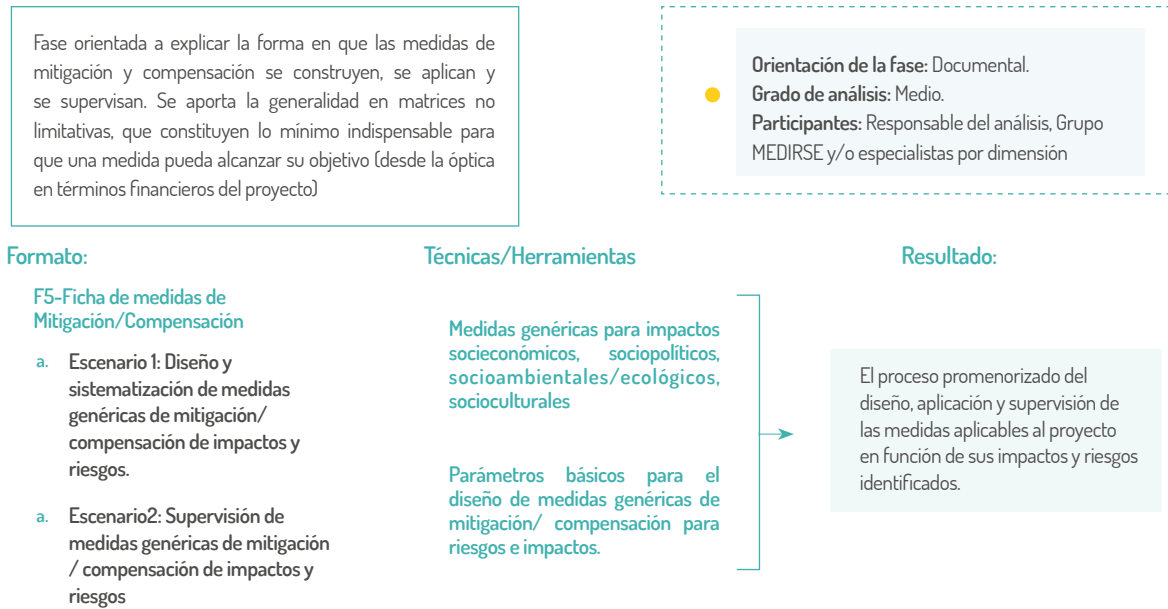 Fase orientada a explicar la forma en que las medidas de
mitigación y compensación se construyen, se aplican y
se supervisan. Se aporta la generalidad en matrices no
limitativas, que constituyen lo mínimo indispensable para
que una medida pueda alcanzar su objetivo (desde la óptica
en términos financieros del proyecto)
Orientación de la fase: Documental.
Grado de análisis: Medio.
Participantes: Responsable del análisis, Grupo
MEDIRSE y/o especialistas por dimensión
Formato:
F5-Ficha de medidas de
Mitigación/Compensación
a. Escenario 1: Diseño y
sistematización de medidas
genéricas de mitigación/
compensación de impactos y
riesgos.
a. Escenario2: Supervisión de
medidas genéricas de mitigación
/ compensación de impactos y
riesgos
Técnicas/Herramientas
Medidas genéricas para impactos
socieconómicos, sociopolíticos,
socioambientales/ecológicos,
socioculturales
Parámetros básicos para el
diseño de medidas genéricas de
mitigación/ compensación para
riesgos e impactos.
Resultado:
El proceso promenorizado del
diseño, aplicación y supervisión de
las medidas aplicables al proyecto
en función de sus impactos y riesgos
identificados.